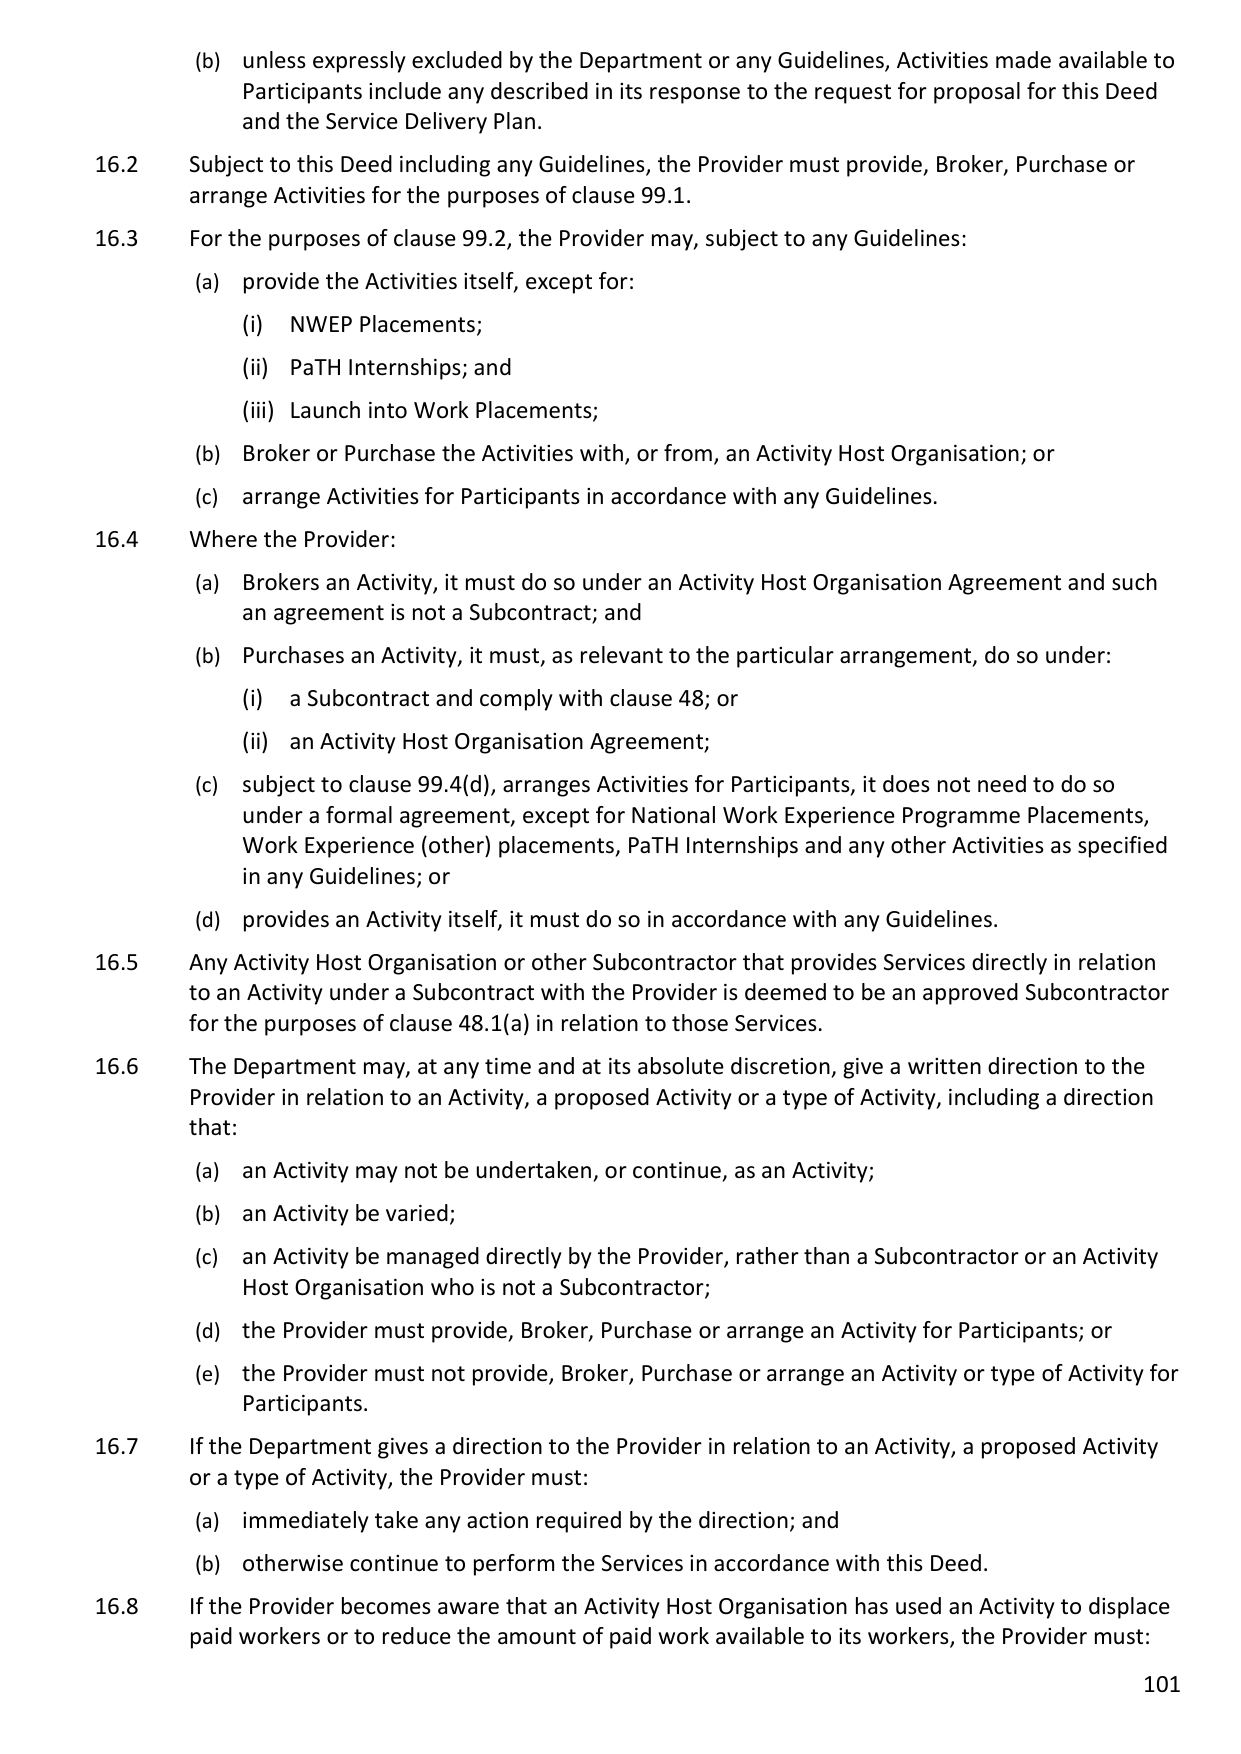 (b) unless expressly excluded by the Department or any Guidelines, Activities made available to
Participants include any described in its response to the request for proposal for this Deed
and the Service Delivery Plan.
16.2 Subject to this Deed including any Guidelines, the Provider must provide, Broker, Purchase or
arrange Activities for the purposes of clause 99.1.
16.3 For the purposes of clause 99.2, the Provider may, subject to any Guidelines:
(a) provide the Activities itself, except for:
(i) NWEP Placements;
(ii) PaTH Internships; and
(iii) Launch into Work Placements;
(b) Broker or Purchase the Activities with, or from, an Activity Host Organisation; or
(c) arrange Activities for Participants in accordance with any Guidelines.
16.4 Where the Provider:
(a) Brokers an Activity, it must do so under an Activity Host Organisation Agreement and such
an agreement is not a Subcontract; and
(b) Purchases an Activity, it must, as relevant to the particular arrangement, do so under:
(i) a Subcontract and comply with clause 48; or
(ii) an Activity Host Organisation Agreement;
(c) subject to clause 99.4(d), arranges Activities for Participants, it does not need to do so
under a formal agreement, except for National Work Experience Programme Placements,
Work Experience (other) placements, PaTH Internships and any other Activities as specified
in any Guidelines; or
(d) provides an Activity itself, it must do so in accordance with any Guidelines.
16.5 Any Activity Host Organisation or other Subcontractor that provides Services directly in relation
to an Activity under a Subcontract with the Provider is deemed to be an approved Subcontractor
for the purposes of clause 48.1(a) in relation to those Services.
16.6 The Department may, at any time and at its absolute discretion, give a written direction to the
Provider in relation to an Activity, a proposed Activity or a type of Activity, including a direction
that:
(a) an Activity may not be undertaken, or continue, as an Activity;
(b) an Activity be varied;
(c) an Activity be managed directly by the Provider, rather than a Subcontractor or an Activity
Host Organisation who is not a Subcontractor;
(d) the Provider must provide, Broker, Purchase or arrange an Activity for Participants; or
(e) the Provider must not provide, Broker, Purchase or arrange an Activity or type of Activity for
Participants.
16.7 If the Department gives a direction to the Provider in relation to an Activity, a proposed Activity
or a type of Activity, the Provider must:
(a) immediately take any action required by the direction; and
(b) otherwise continue to perform the Services in accordance with this Deed.
16.8 If the Provider becomes aware that an Activity Host Organisation has used an Activity to displace
paid workers or to reduce the amount of paid work available to its workers, the Provider must:
101